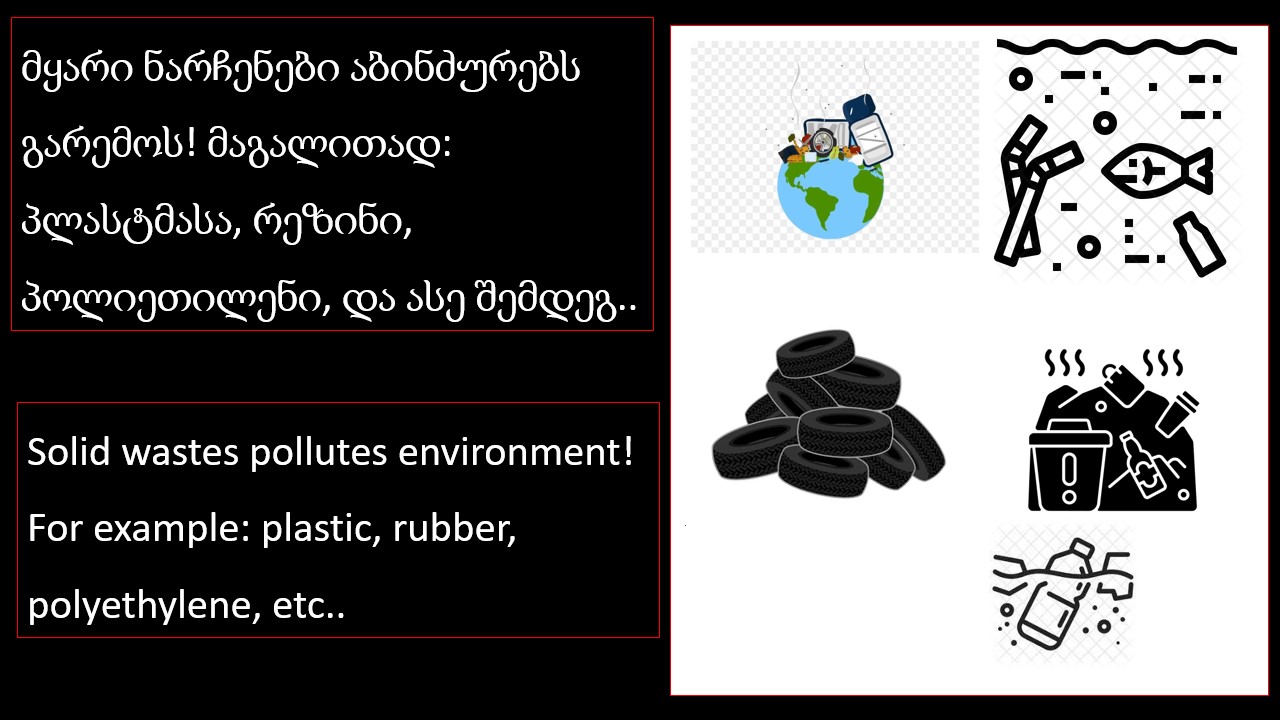 მყარი ნარჩენები აბინძურებს
გარემოს! მაგალითად:
პლასტმასა, რეზინი,
პოლიეთილენი, და ასე შემდეგ..
Solid wastes pollutes environment!
For example: plastic, rubber,
polyethylene, etc..